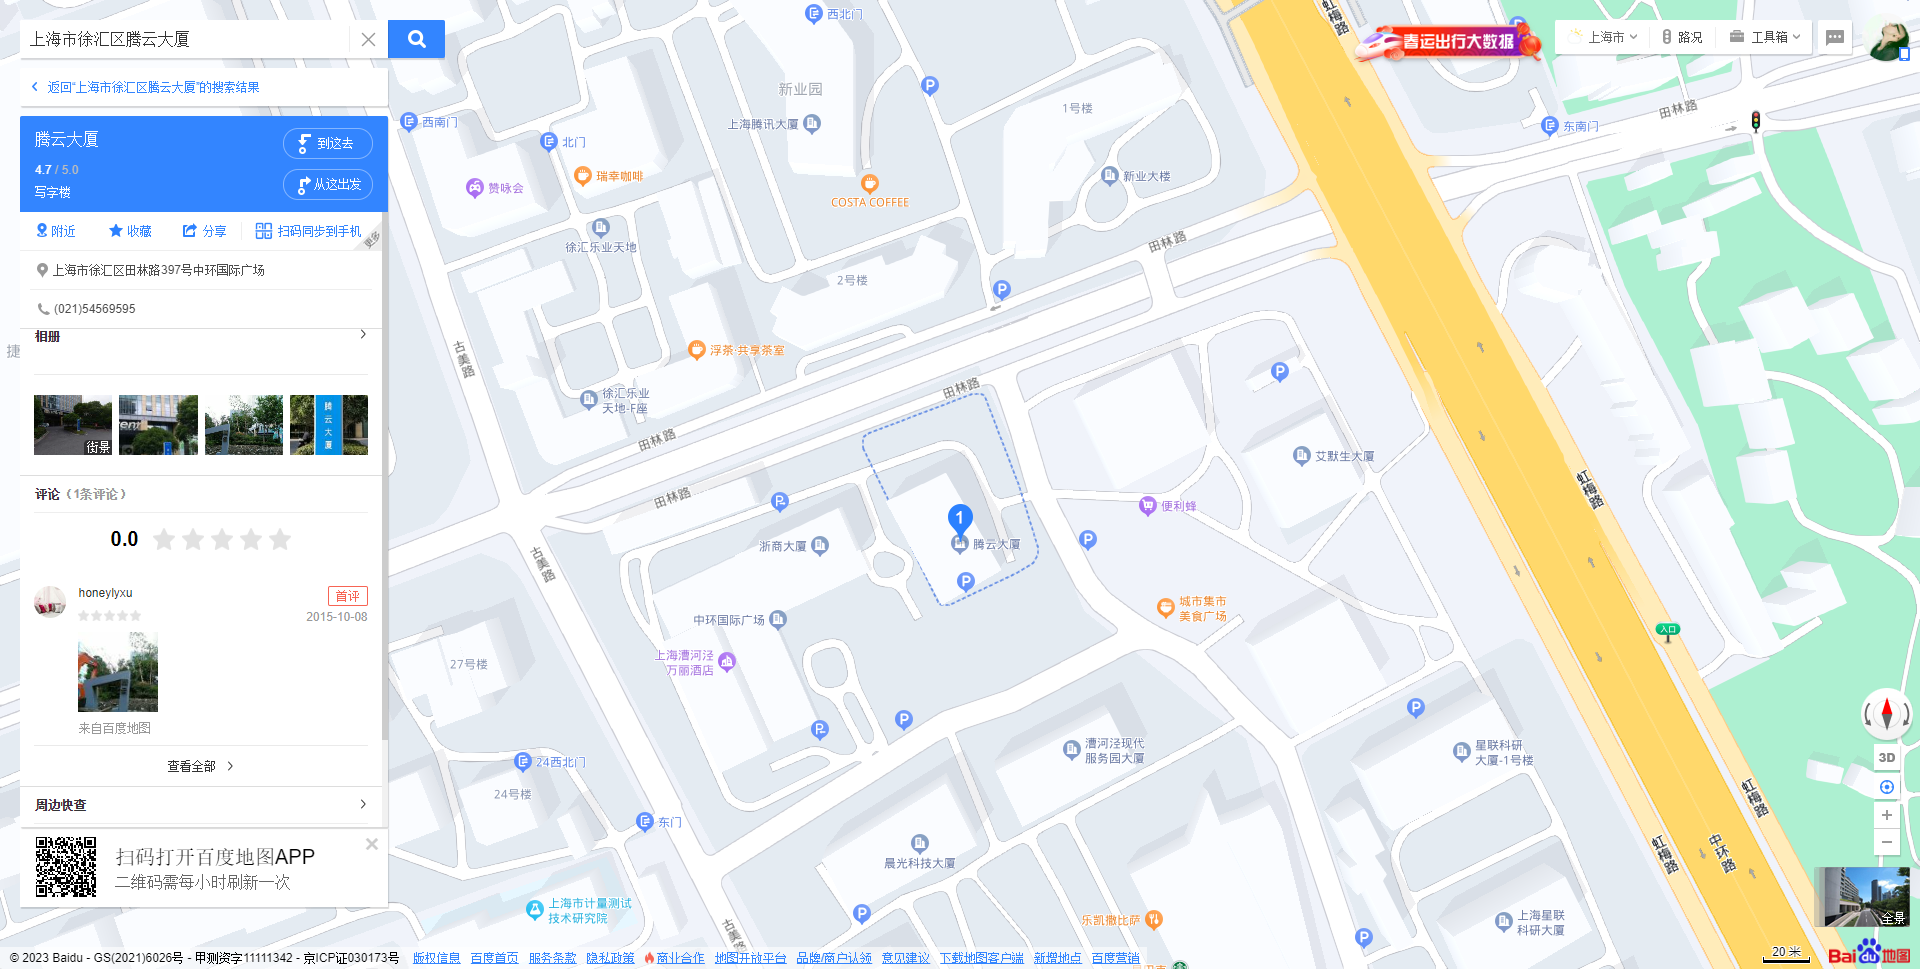 上海市徐汇区腾云大厦
返回“上海市徐汇区腾云大厦”的搜索结果
腾云大厦
到这去
4.7 / 5.0
写字楼
从这出发
附近
收藏
分享
扫码同步到手机
更多
上海市徐汇区田林路397号中环国际广场
(021)54569595
相册
街景
腾云大厦
评论（1条评论）
0.0
honeylyxu
首评
2015-10-08
来自百度地图
查看全部
周边快查
扫码打开百度地图APP
二维码需每小时刷新一次
捷
春运出行大数据
上海市
路况
工具箱
西北门
新业园
上海腾讯大厦
1号楼
西南门
北门
赞咏会
瑞幸咖啡
COSTA COFFEE
新业大楼
徐汇乐业天地
2号楼
田林路
东南门
田林路
虹梅路
古美路
浮茶·共享茶室
徐汇乐业
天地-F座
田林路
田林路
田林路
艾默生大厦
便利蜂
1
腾云大厦
浙商大厦
古美路
虹梅路
中环国际广场
上海漕河泾
万丽酒店
城市集市
美食广场
入口
27号楼
24西北门
24号楼
东门
漕河泾现代
服务园大厦
星联科研
大厦-1号楼
虹梅路
虹梅路
中环路
晨光科技大厦
上海市计量测试
技术研究院
古美路
乐凯撒比萨
上海星联
科研大厦
3D
全景
20 米
Bai du 地图
© 2023 Baidu - GS(2021)6026号 - 甲测资字11111342 - 京ICP证030173号 版权信息 百度首页 服务条款 隐私政策 商业合作 地图开放平台 品牌/商户认领 意见建议 下载地图客户端 新增地点 百度营销